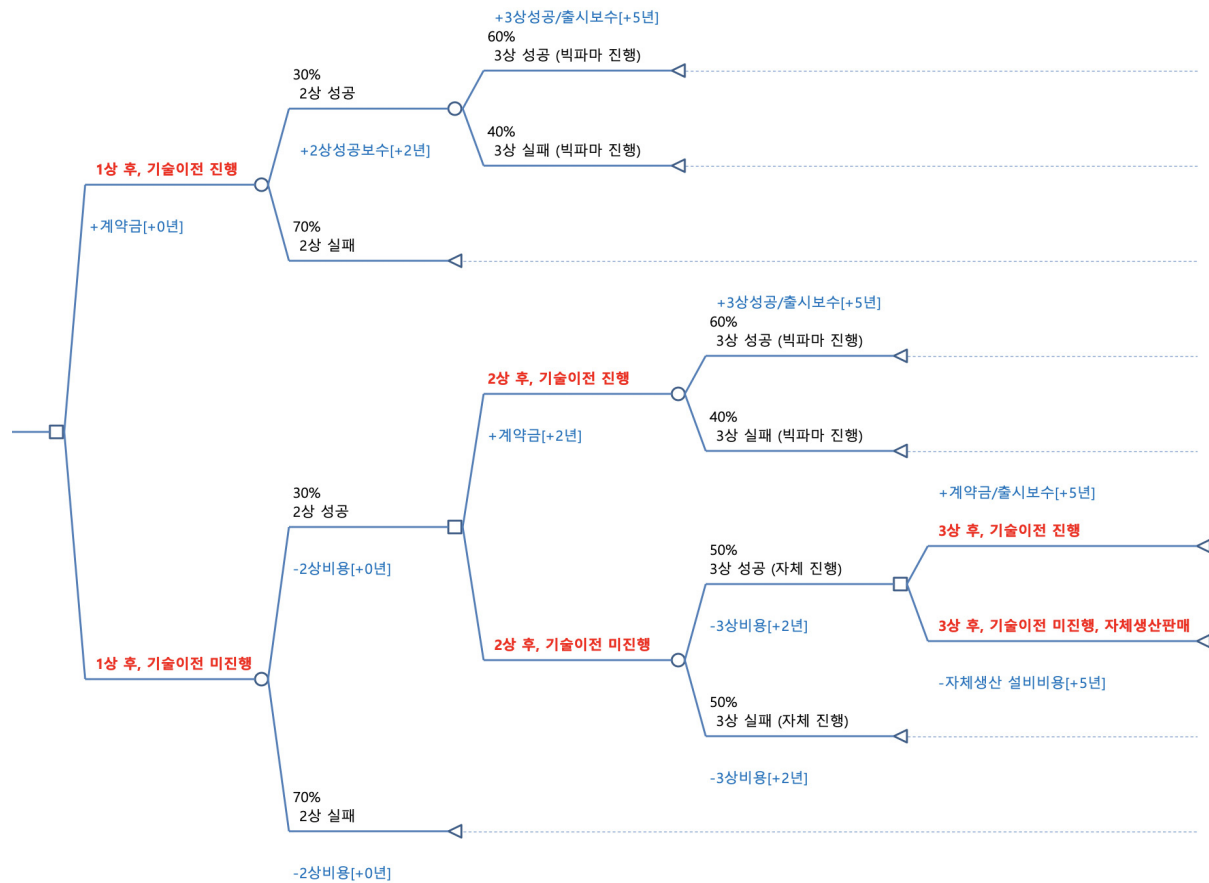 +3상성공/출시보수[+5년]
60%
3상 성공 (빅파마 진행)
30%
2상 성공
40%
3상 실패 (빅파마 진행)
+2상성공보수[+2년]
1상 후, 기술이전 진행
+계약금[+0년]
70%
2상 실패
+3상성공/출시보수[+5년]
60%
3상 성공 (빅파마 진행)
2상 후, 기술이전 진행
+계약금[+2년]
40%
3상 실패 (빅파마 진행)
30%
2상 성공
-2상비용[+0년]
+계약금/출시보수[+5년]
3상 후, 기술이전 진행
50%
3상 성공 (자체 진행)
-3상비용[+2년]
3상 후, 기술이전 미진행, 자체생산판매
-자체생산 설비비용[+5년]
2상 후, 기술이전 미진행
1상 후, 기술이전 미진행
50%
3상 실패 (자체 진행)
-3상비용[+2년]
70%
2상 실패
-2상비용[+0년]